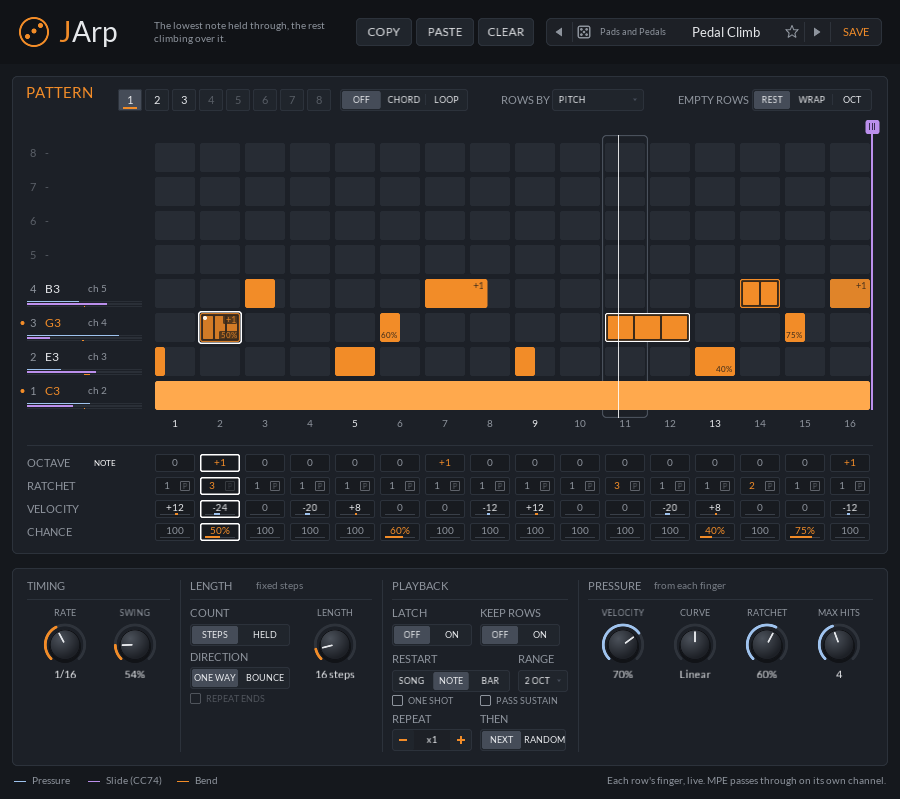 JArp
The lowest note held through, the rest
climbing over it.
COPY PASTE CLEAR
Pads and Pedals Pedal Climb SAVE
PATTERN 1 2 3 4 5 6 7 8 OFF CHORD LOOP ROWS BY PITCH EMPTY ROWS REST WRAP OCT
8 -
7 -
6 -
5 -
4 B3 ch 5 +1 +1
3 G3 ch 4 +1 50% 60% 75%
2 E3 ch 3 40%
1 C3 ch 2
1 2 3 4 5 6 7 8 9 10 11 12 13 14 15 16
OCTAVE NOTE 0 +1 0 0 0 0 +1 0 0 0 0 0 0 0 0 +1
RATCHET 1 P 3 P 1 P 1 P 1 P 1 P 1 P 1 P 1 P 1 P 3 P 1 P 1 P 2 P 1 P 1 P
VELOCITY +12 -24 0 -20 +8 0 0 -12 +12 0 0 -20 +8 0 0 -12
CHANCE 100 50% 100 100 100 60% 100 100 100 100 100 100 40% 100 75% 100
TIMING LENGTH fixed steps PLAYBACK PRESSURE from each finger
RATE SWING COUNT LENGTH LATCH KEEP ROWS VELOCITY CURVE RATCHET MAX HITS
STEPS HELD OFF ON OFF ON
DIRECTION RESTART RANGE
1/16 54% ONE WAY BOUNCE 16 steps SONG NOTE BAR 2 OCT 70% Linear 60% 4
REPEAT ENDS ONE SHOT PASS SUSTAIN
REPEAT THEN
− x1 + NEXT RANDOM
Pressure Slide (CC74) Bend Each row's finger, live. MPE passes through on its own channel.